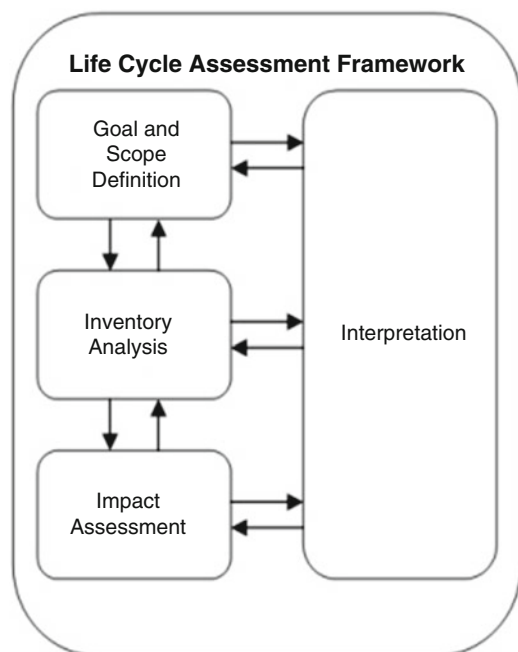 Life Cycle Assessment Framework
Goal and
Scope
Definition
Inventory
Analysis
Interpretation
Impact
Assessment